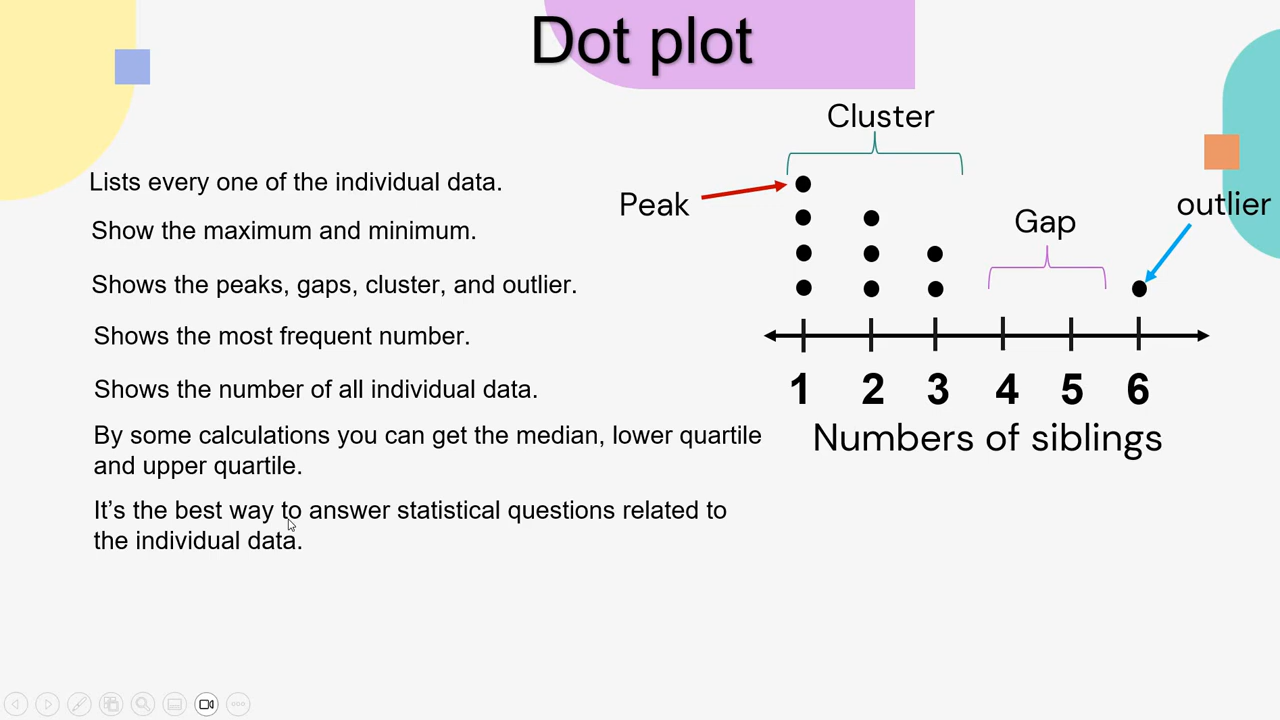 Dot plot
Lists every one of the individual data.
Show the maximum and minimum.
Shows the peaks, gaps, cluster, and outlier.
Shows the most frequent number.
Shows the number of all individual data.
By some calculations you can get the median, lower quartile
and upper quartile.
It’s the best way to answer statistical questions related to
the individual data.
Cluster
Peak
Gap
outlier
1 2 3 4 5 6
Numbers of siblings